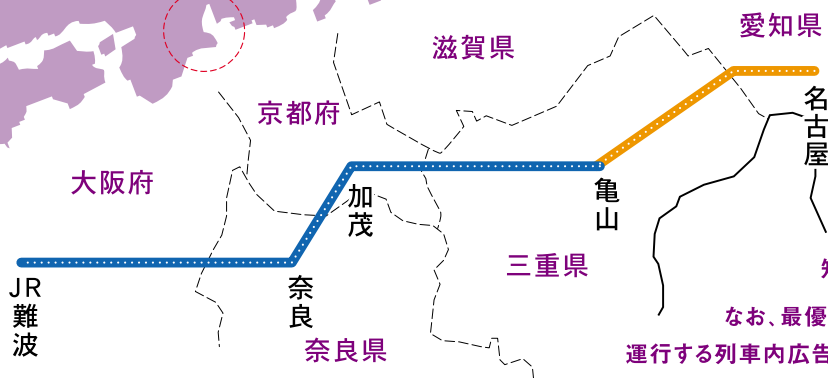 愛知県
滋賀県
京都府
名古屋
大阪府
加茂
亀山
三重県
JR難波
奈良
奈良県
なお、最優
運行する列車内広告